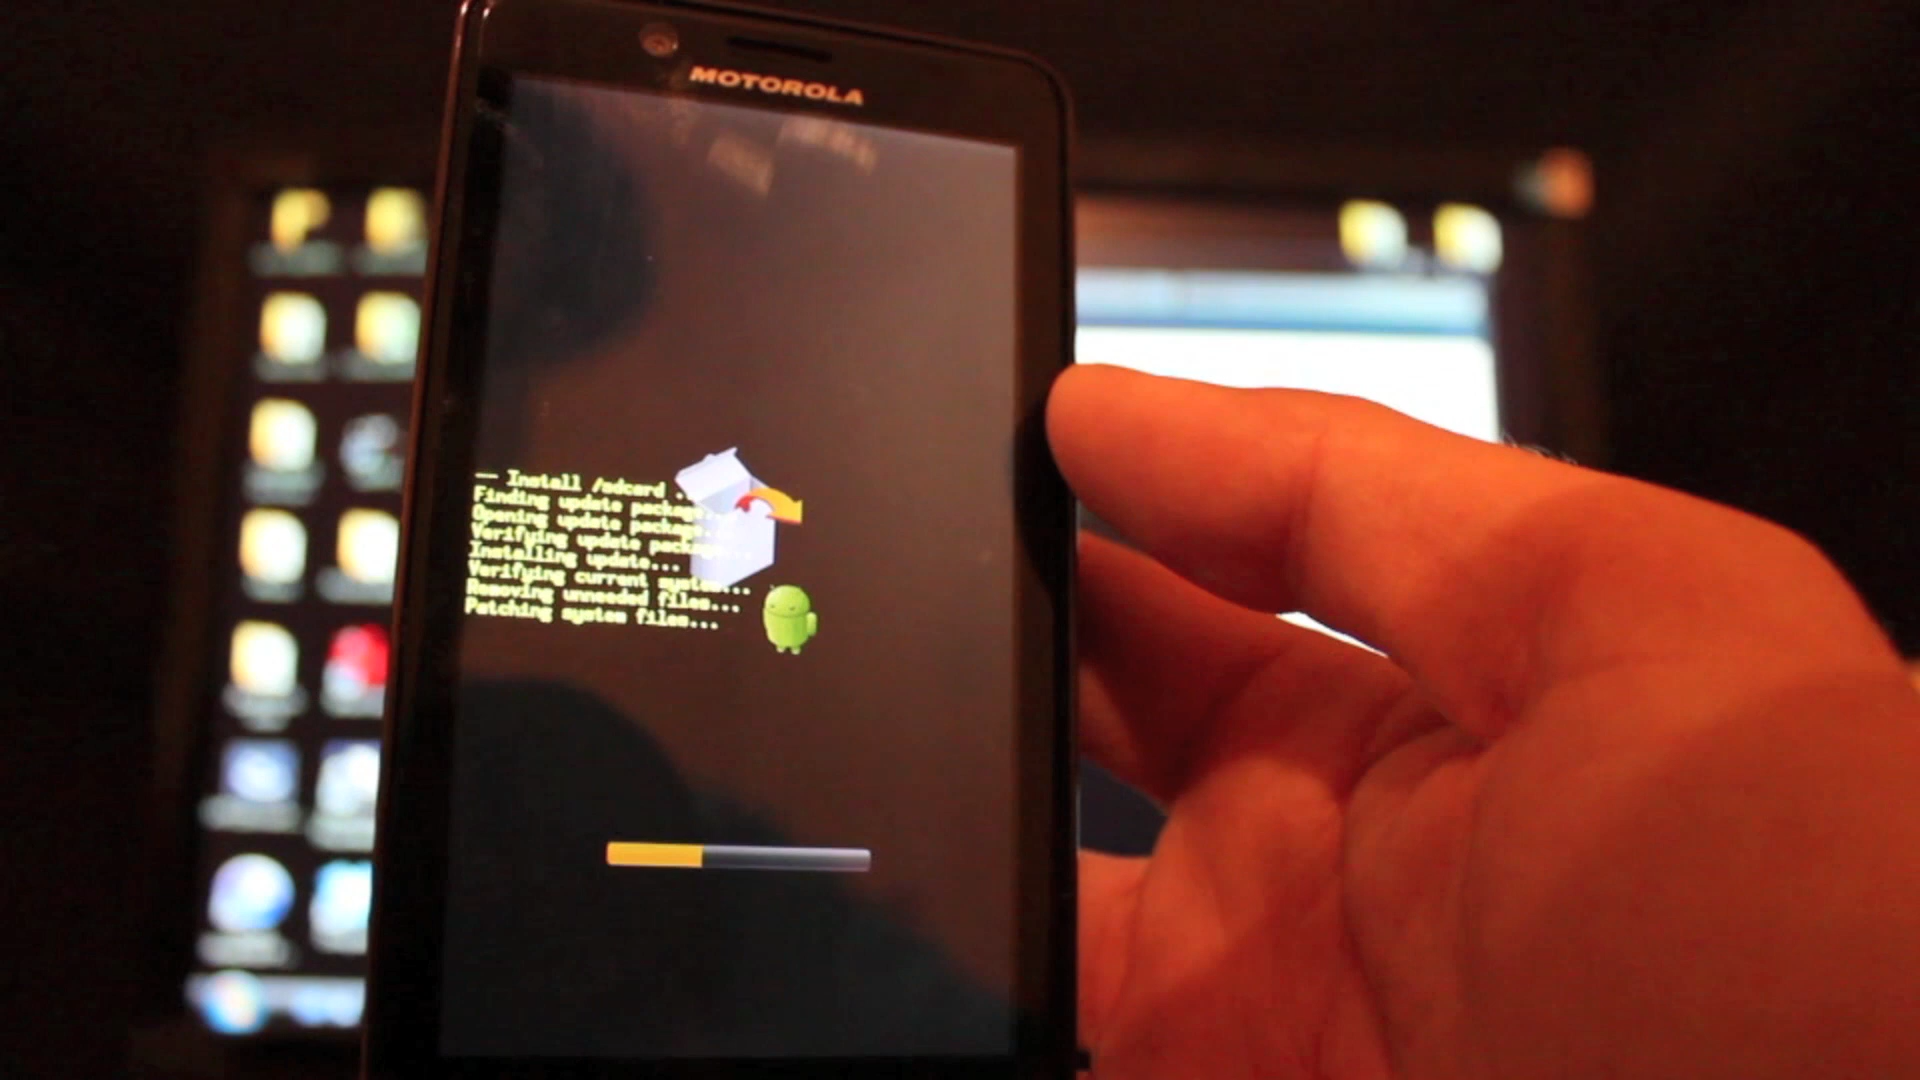 MOTOROLA
-- Install /sdcard ..
Finding update package...
Opening update package...
Verifying update package...
Installing update...
Verifying current system...
Removing unneeded files...
Patching system files...